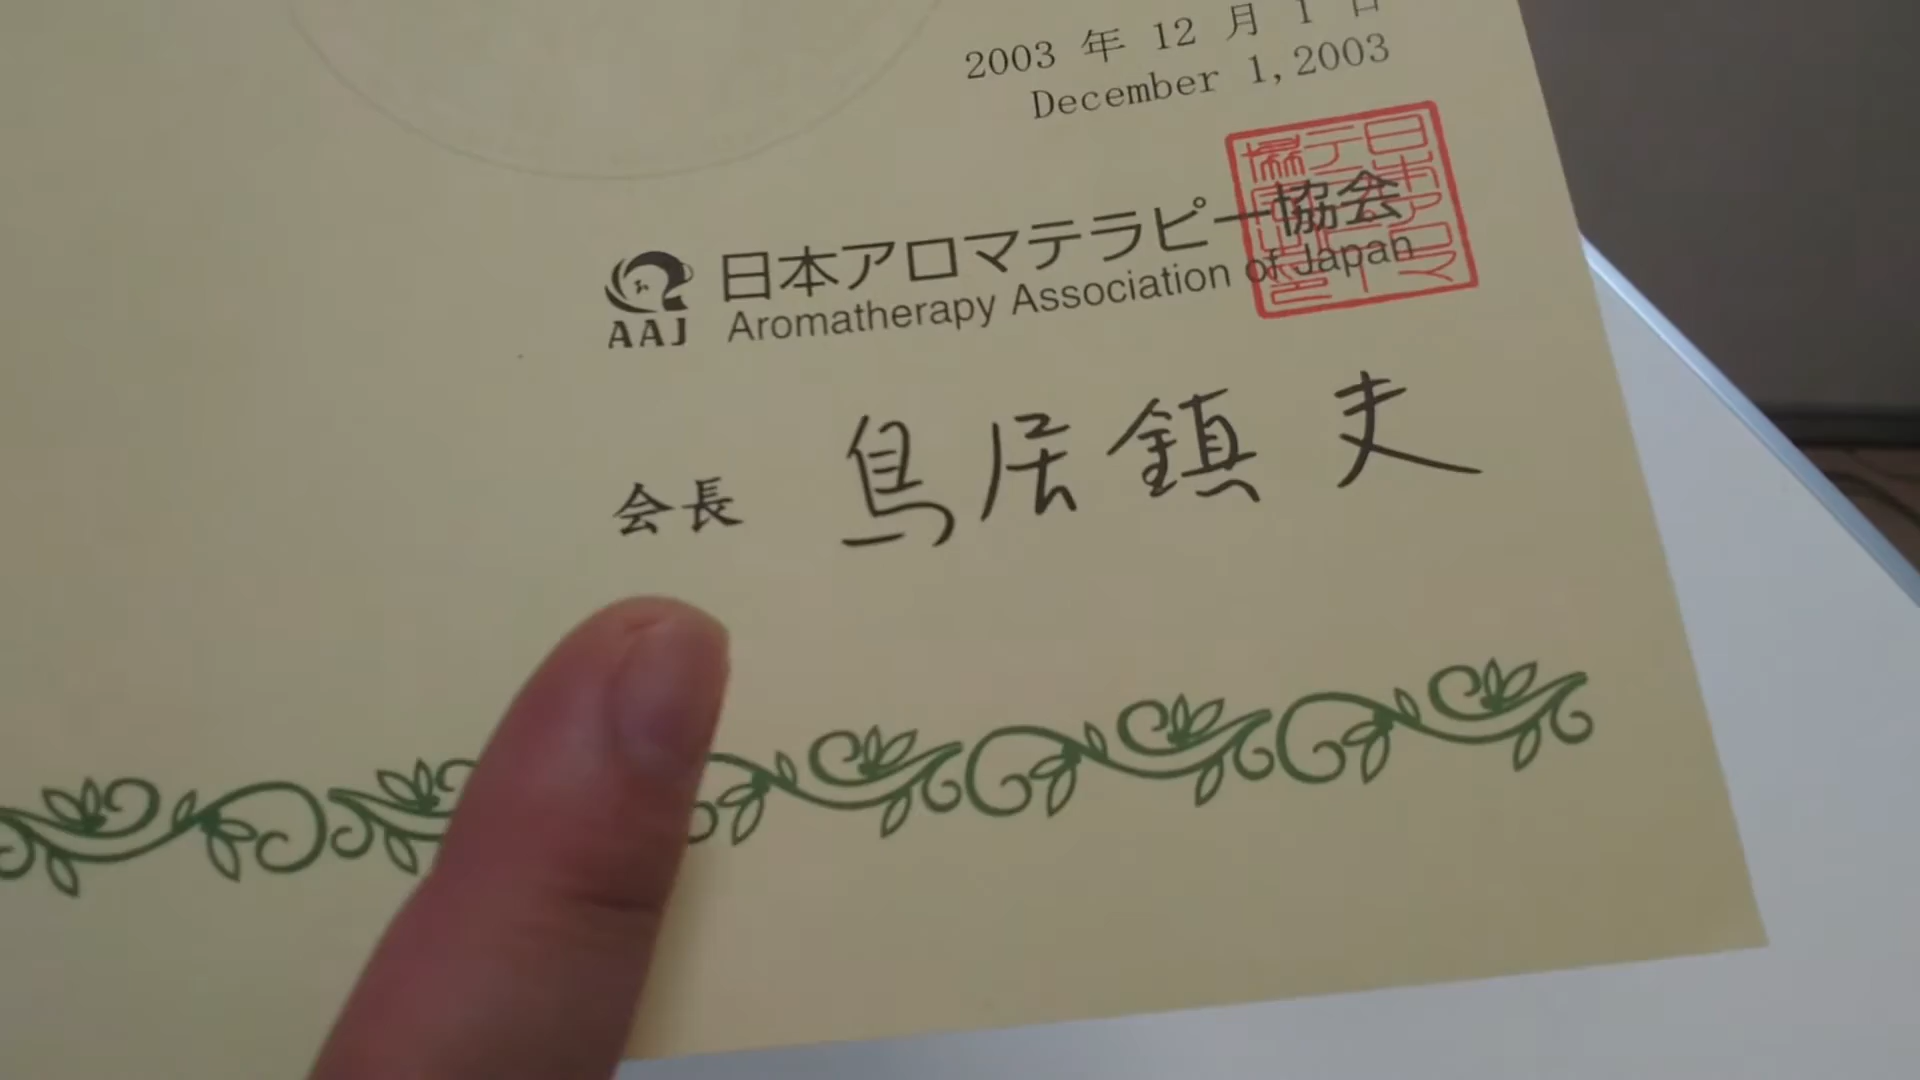 2003 年 12 月 1 日
December 1, 2003
日本アロマテラピー協会
AAJ Aromatherapy Association of Japan
会長 鳥居鎮夫